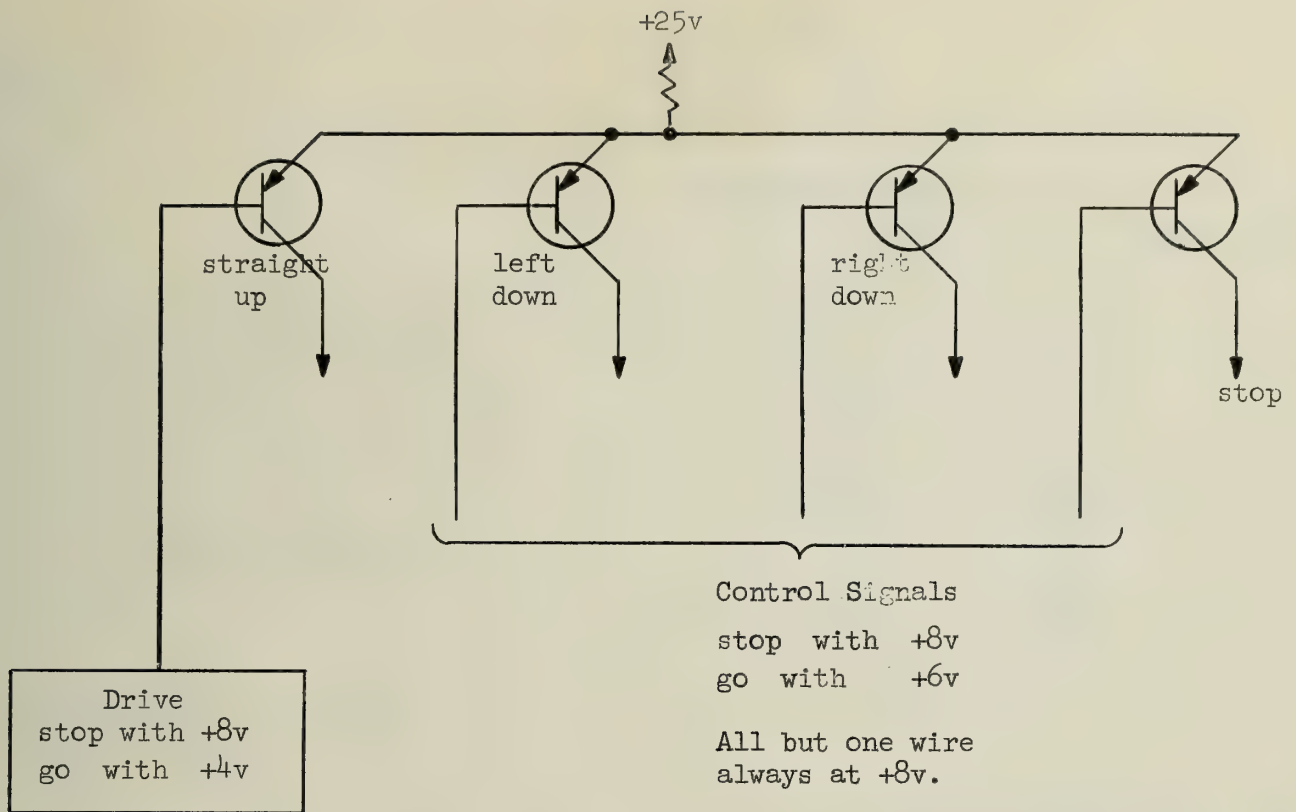 +25v
straight
up
left
down
right
down
stop
Control Signals
stop with +8v
go with +6v
All but one wire
always at +8v.
Drive
stop with +8v
go with +4v